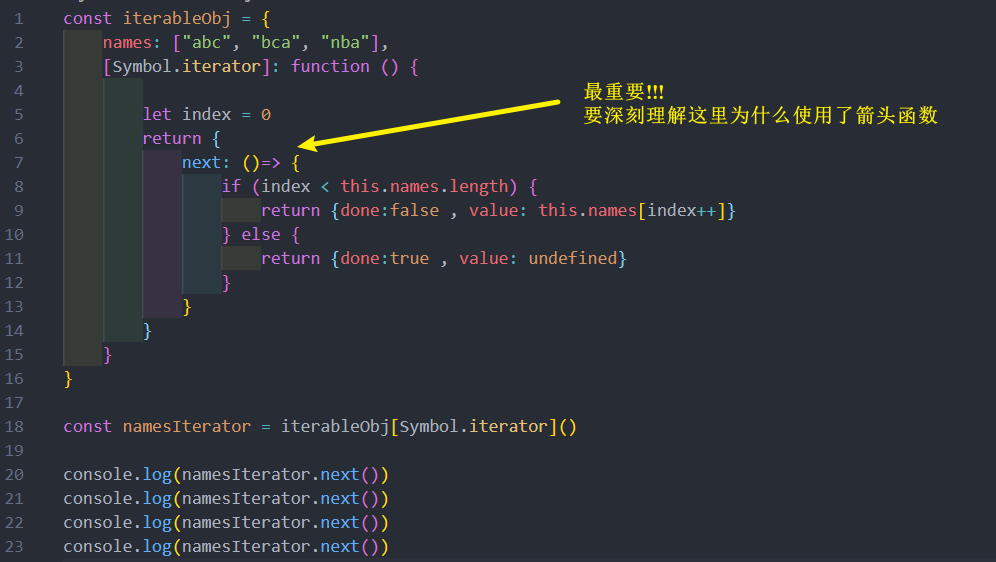 1 const iterableObj = {
2     names: ["abc", "bca", "nba"],
3     [Symbol.iterator]: function () {
4
最重要!!!
要深刻理解这里为什么使用了箭头函数
5         let index = 0
6         return {
7             next: ()=> {
8                 if (index < this.names.length) {
9                     return {done:false , value: this.names[index++]}
10                 } else {
11                     return {done:true , value: undefined}
12                 }
13             }
14         }
15     }
16 }
17
18 const namesIterator = iterableObj[Symbol.iterator]()
19
20 console.log(namesIterator.next())
21 console.log(namesIterator.next())
22 console.log(namesIterator.next())
23 console.log(namesIterator.next())